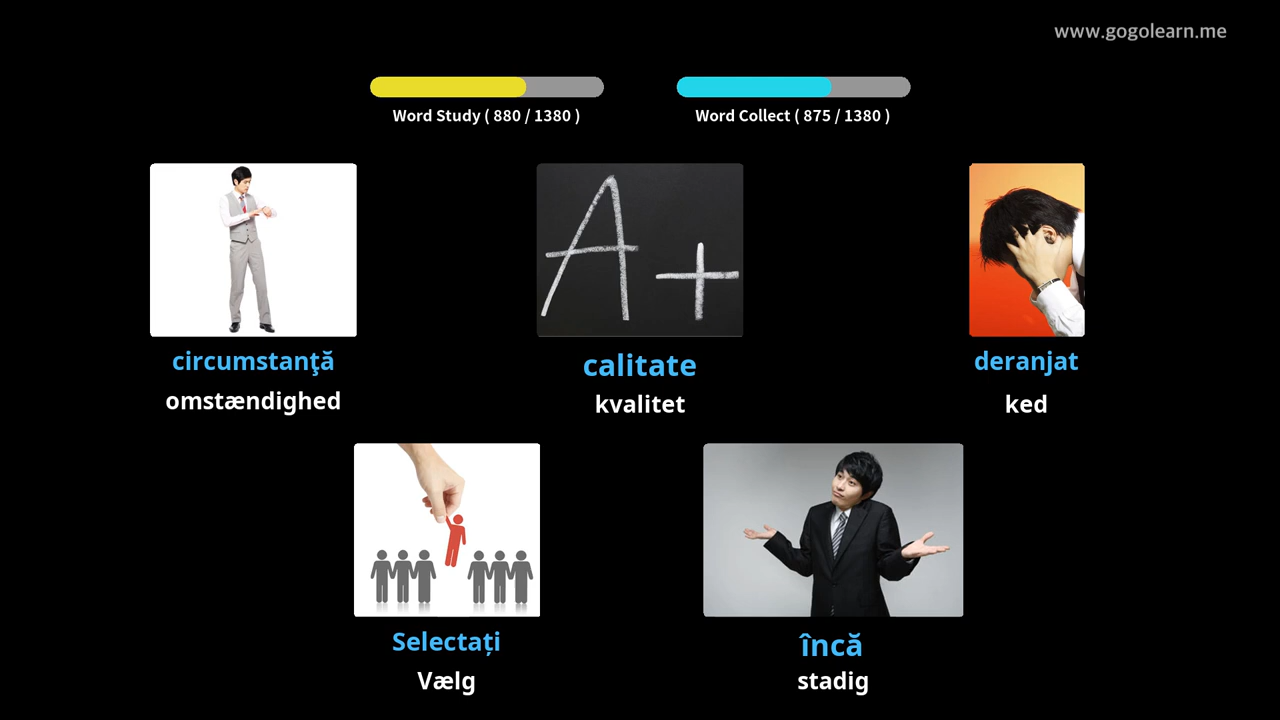 www.gogolearn.me
Word Study ( 880 / 1380 )
Word Collect ( 875 / 1380 )
A+
circumstanţă
omstændighed
calitate
kvalitet
deranjat
ked
Selectați
Vælg
încă
stadig